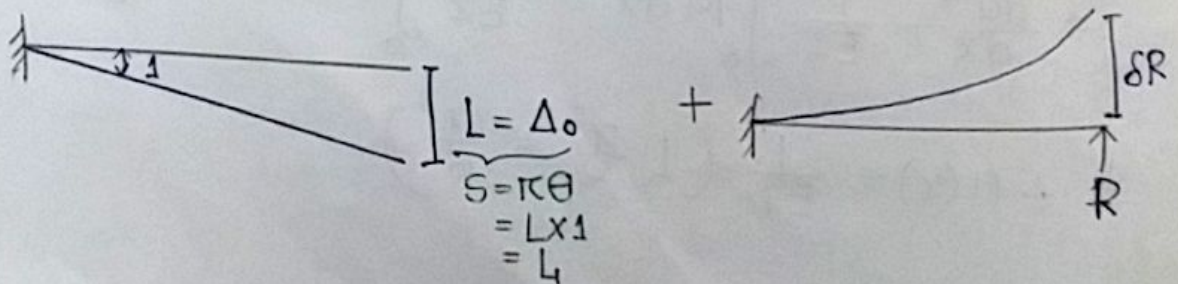 1
L = Δ₀
S = rθ
= L×1
= L
+
δR
R